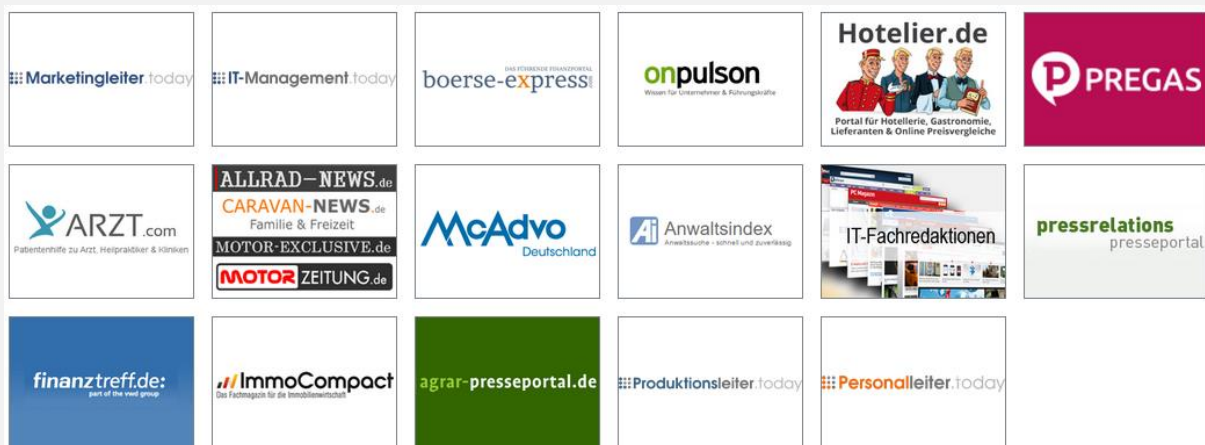 Marketingleiter.today
IT-Management.today
DAS FÜHRENDE FINANZPORTAL
boerse-express
onpulson
Wissen für Unternehmer & Führungskräfte
Hotelier.de
Portal für Hotellerie, Gastronomie,
Lieferanten & Online Preisvergleiche
P PREGAS
ARZT.com
Patientenhilfe zu Arzt, Heilpraktiker & Kliniken
ALLRAD-NEWS.de
CARAVAN-NEWS.de
Familie & Freizeit
MOTOR-EXCLUSIVE.de
MOTOR ZEITUNG.de
McAdvo
Deutschland
Ai Anwaltsindex
Anwaltssuche - schnell und zuverlässig
PC Magazin
IT-Fachredaktionen
pressrelations
presseportal
finanztreff.de:
part of the vwd group
ImmoCompact
Das Fachmagazin für die Immobilienwirtschaft
agrar-presseportal.de
Produktionsleiter.today
Personalleiter.today